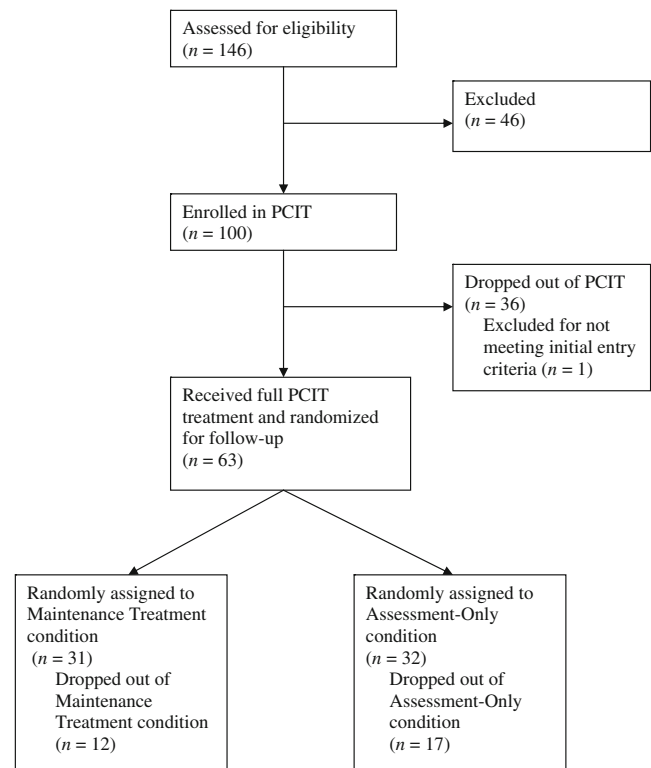 Assessed for eligibility
(n = 146)
Excluded
(n = 46)
Enrolled in PCIT
(n = 100)
Dropped out of PCIT
(n = 36)
Excluded for not
meeting initial entry
criteria (n = 1)
Received full PCIT
treatment and randomized
for follow-up
(n = 63)
Randomly assigned to
Maintenance Treatment
condition
(n = 31)
Dropped out of
Maintenance
Treatment condition
(n = 12)
Randomly assigned to
Assessment-Only
condition
(n = 32)
Dropped out of
Assessment-Only
condition
(n = 17)